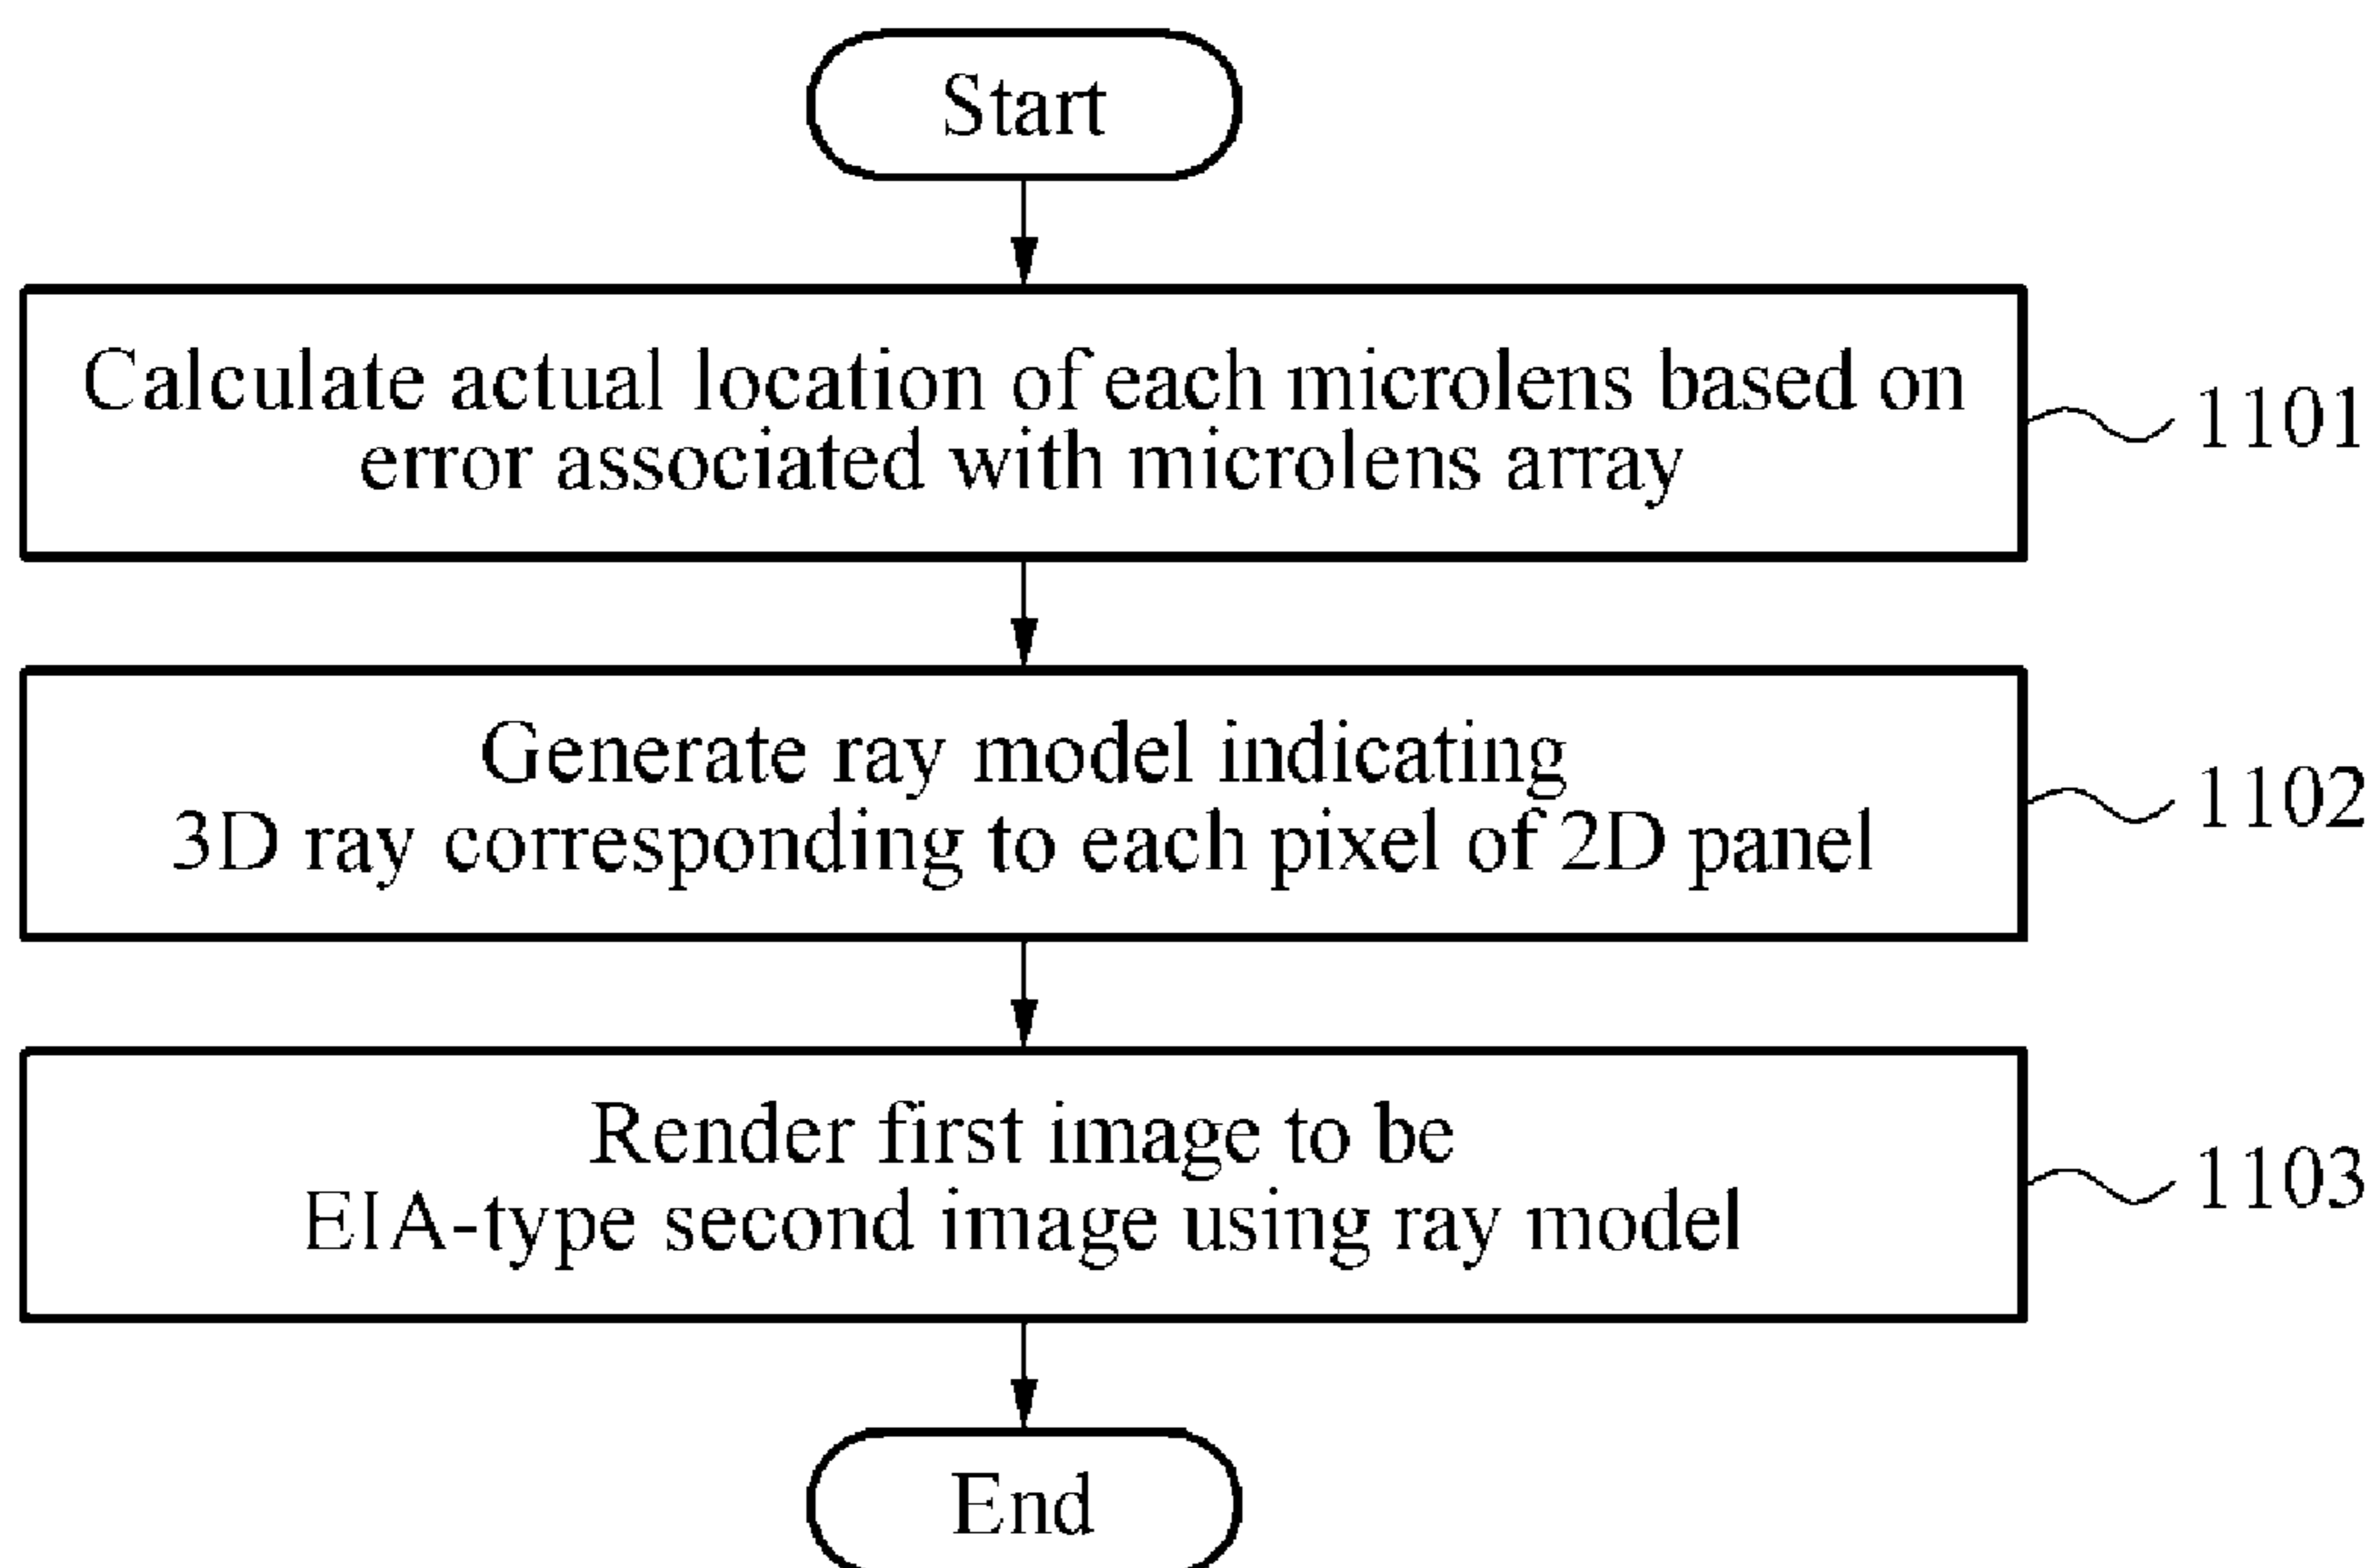 Start
Calculate actual location of each microlens based on
error associated with microlens array
1101
Generate ray model indicating
3D ray corresponding to each pixel of 2D panel
1102
Render first image to be
EIA-type second image using ray model
1103
End